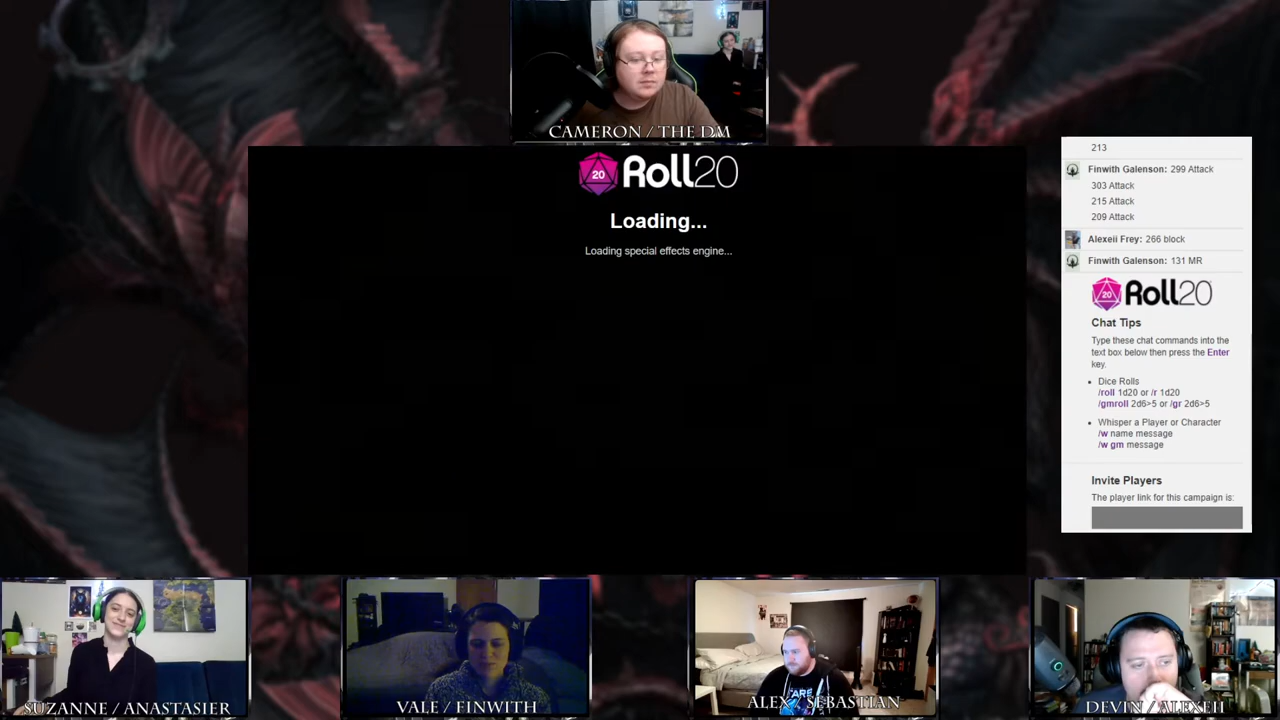 CAMERON / THE DM
20
Roll20
Loading...
Loading special effects engine...
213
Finwith Galenson: 299 Attack
303 Attack
215 Attack
209 Attack
Alexeii Frey: 266 block
Finwith Galenson: 131 MR
20
Roll20
Chat Tips
Type these chat commands into the
text box below then press the Enter
key.
Dice Rolls
/roll 1d20 or /r 1d20
/gmroll 2d6>5 or /gr 2d6>5
Whisper a Player or Character
/w name message
/w gm message
Invite Players
The player link for this campaign is:
SUZANNE / ANASTASIER
VALE / FINWITH
ALEX / SEBASTIAN
DEVIN / ALEXEII